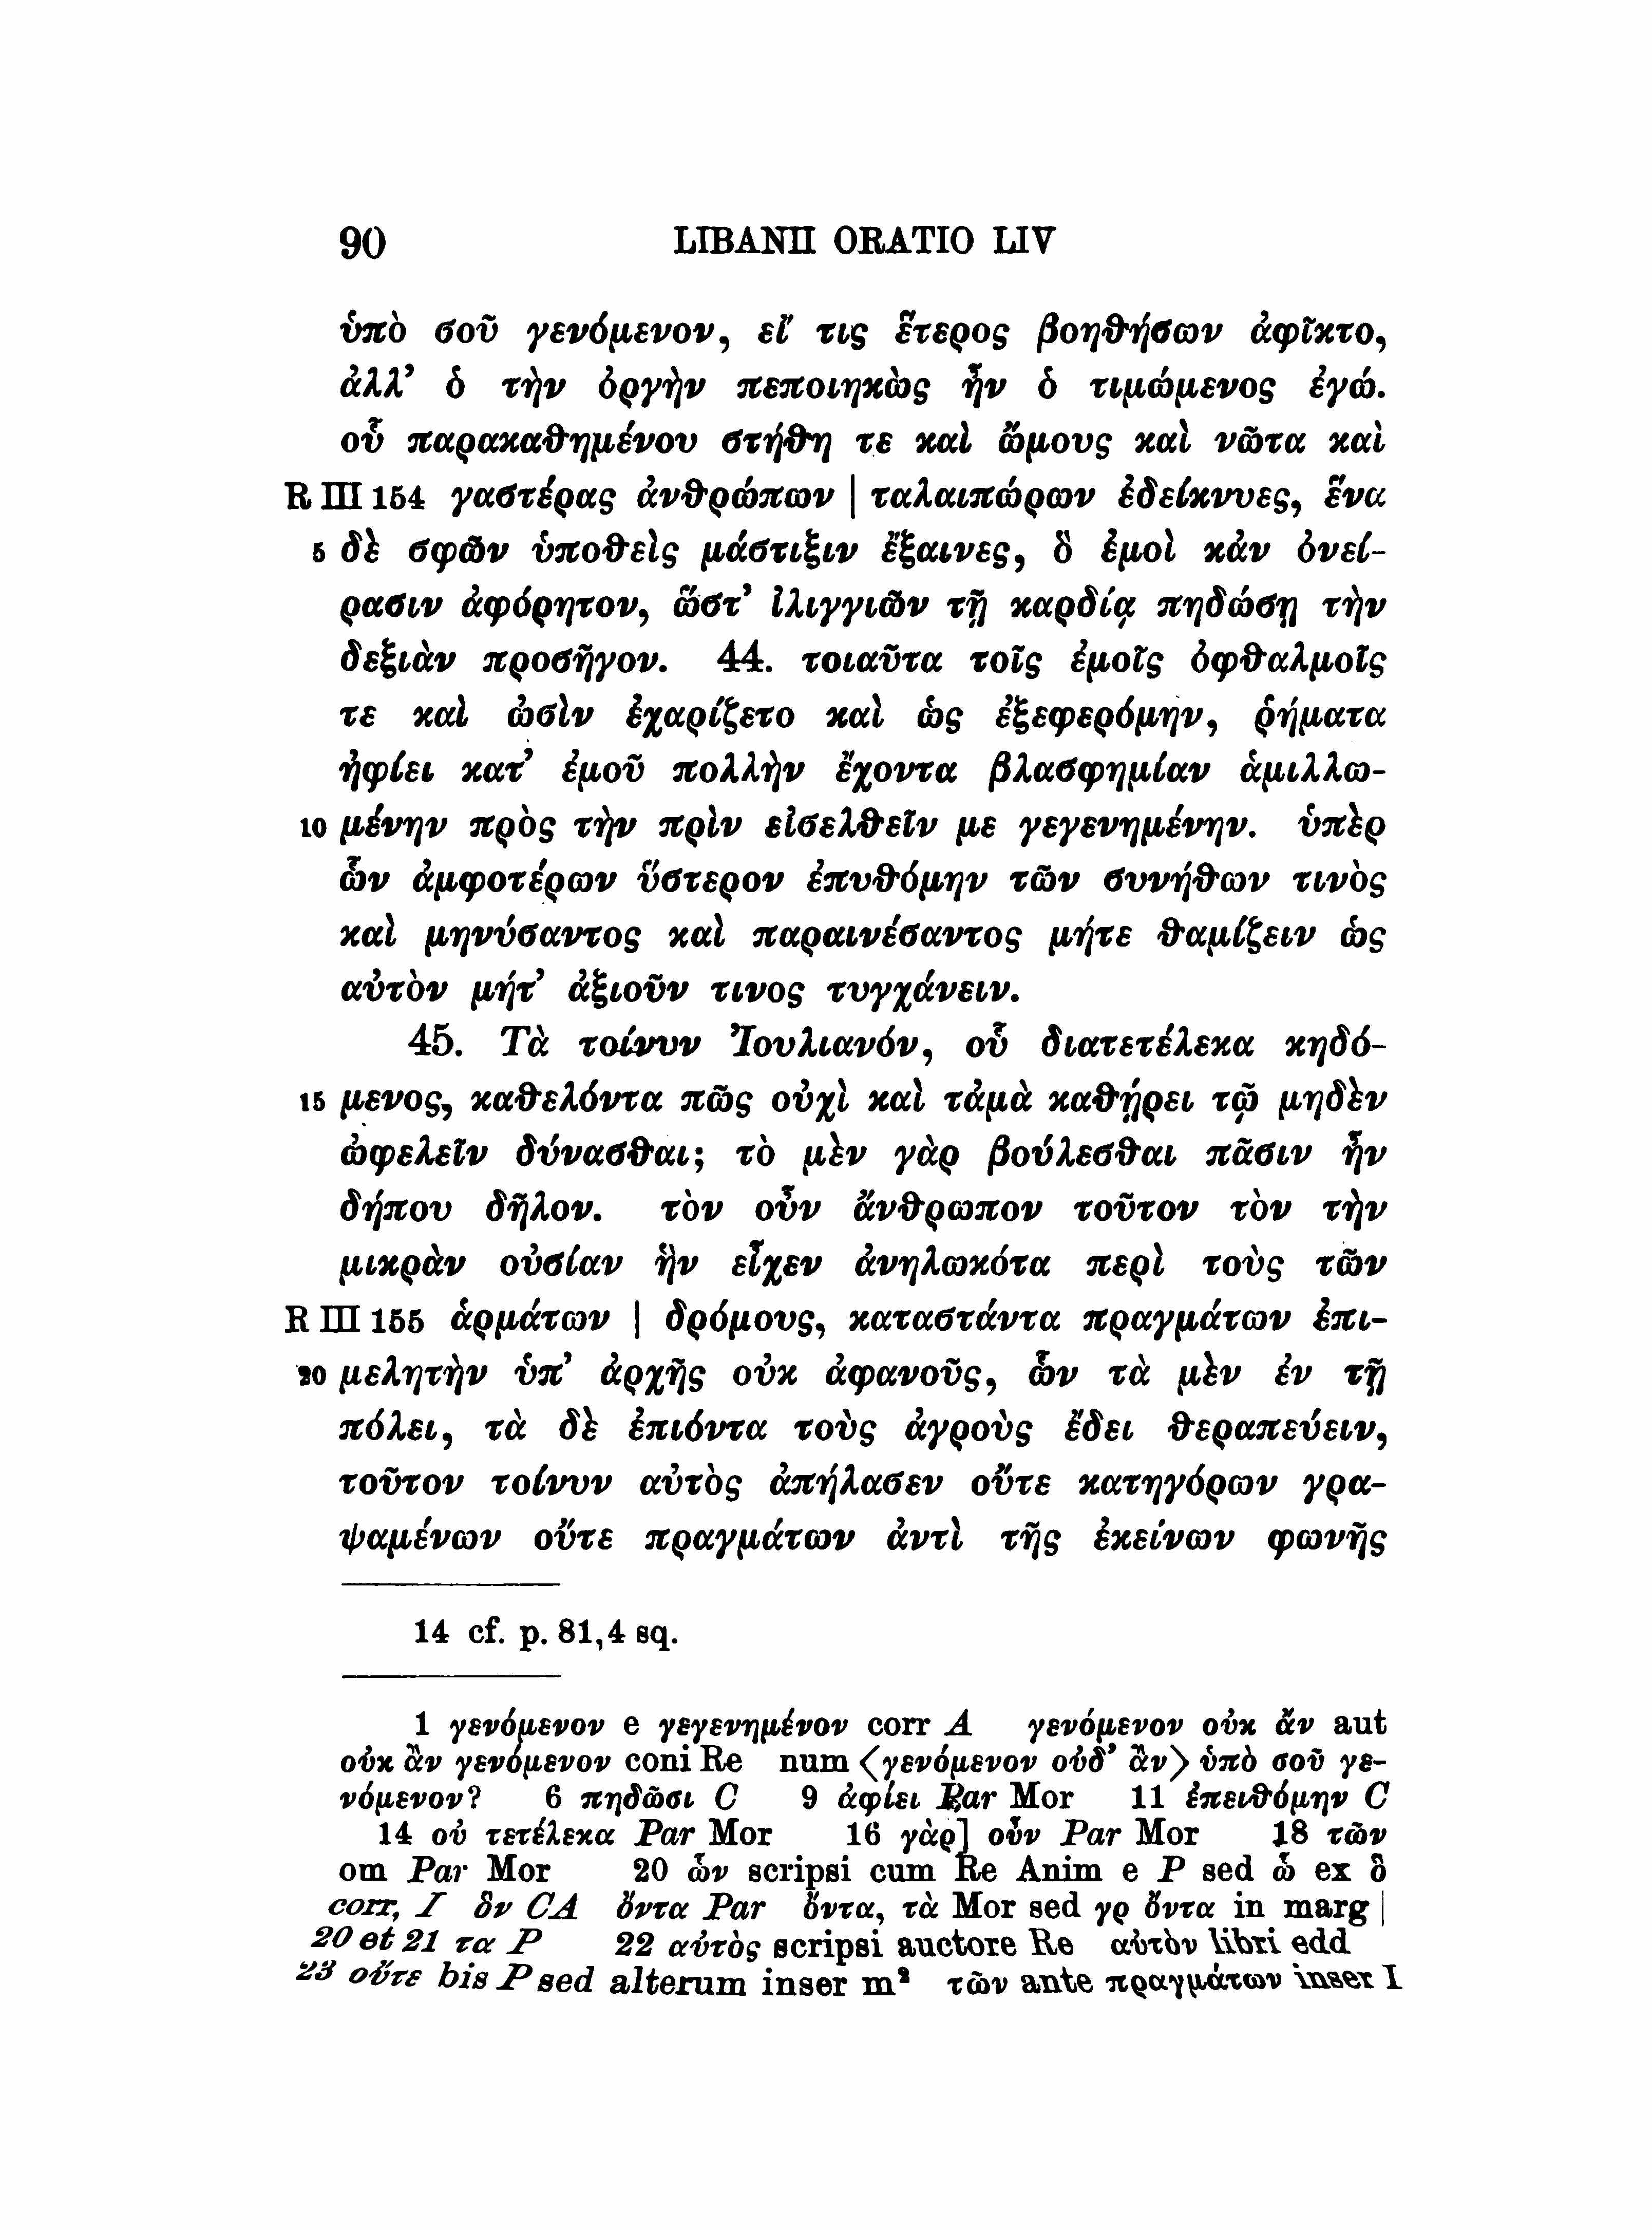 90 LIBANII ORATIO LIV
ὑπὸ σοῦ γενόμενον, εἴ τις ἕτερος βοηθήσων ἀφῖκτο,
ἀλλ’ ὁ τὴν ὀργὴν πεποιηκὼς ἦν ὁ τιμώμενος ἐγώ.
οὗ παρακαθημένου στήθη τε καὶ ὤμους καὶ νῶτα καὶ
R III 154 γαστέρας ἀνθρώπων | ταλαιπώρων ἐδείκνυες, ἕνα
5 δὲ σφῶν ὑποθεὶς μάστιξιν ἔξαινες, ὃ ἐμοὶ κἀν ὀνεί-
ρασιν ἀφόρητον, ὥστ’ ἰλιγγιῶν τῇ καρδίᾳ πηδώσῃ τὴν
δεξιὰν προσῆγον. 44. τοιαῦτα τοῖς ἐμοῖς ὀφθαλμοῖς
τε καὶ ὠσὶν ἐχαρίζετο καὶ ὡς ἐξεφερόμην, ῥήματα
ἠφίει κατ’ ἐμοῦ πολλὴν ἔχοντα βλασφημίαν ἁμιλλω-
10 μένην πρὸς τὴν πρὶν εἰσελθεῖν με γεγενημένην. ὑπὲρ
ὧν ἀμφοτέρων ὕστερον ἐπυθόμην τῶν συνήθων τινὸς
καὶ μηνύσαντος καὶ παραινέσαντος μήτε θαμίζειν ὡς
αὐτὸν μήτ’ ἀξιοῦν τινος τυγχάνειν.
45. Τὰ τοίνυν Ἰουλιανόν, οὗ διατετέλεκα κηδό-
15 μενος, καθελόντα πῶς οὐχὶ καὶ τἀμὰ καθῄρει τῷ μηδὲν
ὠφελεῖν δύνασθαι; τὸ μὲν γὰρ βούλεσθαι πᾶσιν ἦν
δήπου δῆλον. τὸν οὖν ἄνθρωπον τοῦτον τὸν τὴν
μικρὰν οὐσίαν ἣν εἶχεν ἀνηλωκότα περὶ τοὺς τῶν
R III 155 ἁρμάτων | δρόμους, καταστάντα πραγμάτων ἐπι-
20 μελητὴν ὑπ’ ἀρχῆς οὐκ ἀφανοῦς, ὧν τὰ μὲν ἐν τῇ
πόλει, τὰ δὲ ἐπιόντα τοὺς ἀγροὺς ἔδει θεραπεύειν,
τοῦτον τοίνυν αὐτὸς ἀπήλασεν οὔτε κατηγόρων γρα-
ψαμένων οὔτε πραγμάτων ἀντὶ τῆς ἐκείνων φωνῆς
14 cf. p. 81,4 sq.
1 γενόμενον e γεγενημένον corr A γενόμενον οὐκ ἄν aut
οὐκ ἂν γενόμενον coni Re num <γενόμενον οὐδ’ ἂν> ὑπὸ σοῦ γε-
νόμενον? 6 πηδῶσι C 9 ἀφίει Par Mor 11 ἐπειθόμην C
14 οὐ τετέλεκα Par Mor 16 γὰρ] οὖν Par Mor 18 τῶν
om Par Mor 20 ὧν scripsi cum Re Anim e P sed ὧ ex ὃ
corr, I ὃν CA ὄντα Par ὄντα, τὰ Mor sed γρ ὄντα in marg |
20 et 21 τα P 22 αὐτὸς scripsi auctore Re αὐτὸν libri edd
23 οὔτε bis P sed alterum inser m² τῶν ante πραγμάτων inser I